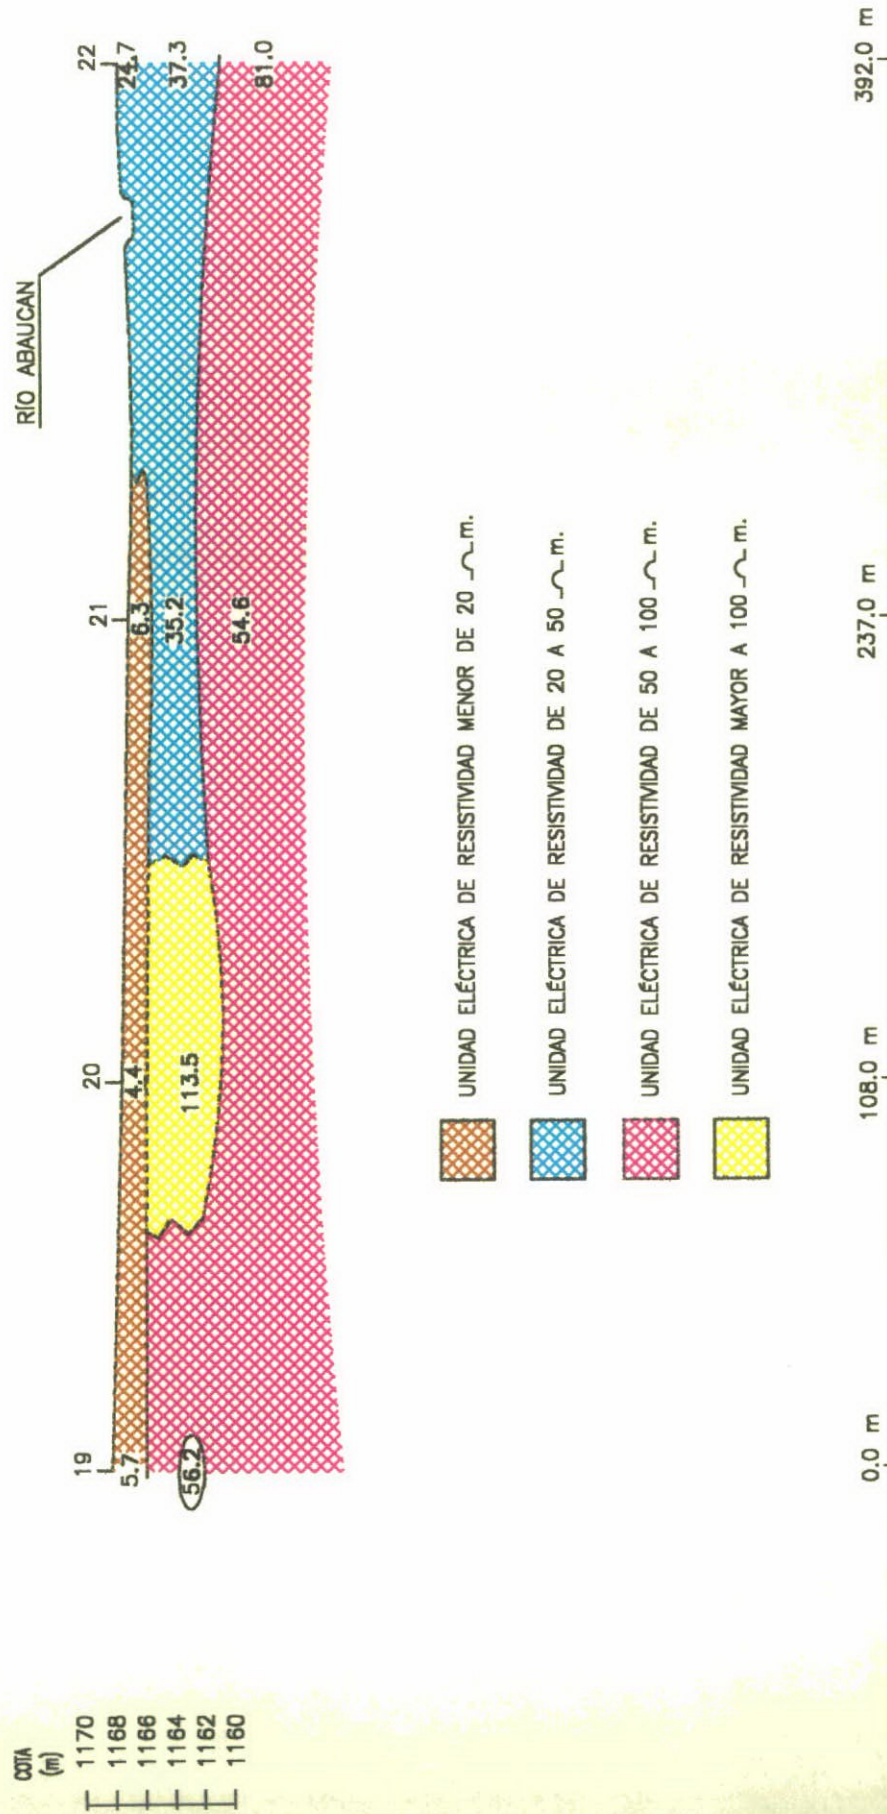 COTA
(m)
1170
1168
1166
1164
1162
1160
RÍO ABAUCAN
19
20
21
22
5.7
4.4
6.3
24.7
56.2
113.5
35.2
37.3
54.6
81.0
UNIDAD ELÉCTRICA DE RESISTIVIDAD MENOR DE 20 m.
UNIDAD ELÉCTRICA DE RESISTIVIDAD DE 20 A 50 m.
UNIDAD ELÉCTRICA DE RESISTIVIDAD DE 50 A 100 m.
UNIDAD ELÉCTRICA DE RESISTIVIDAD MAYOR A 100 m.
0.0 m
108.0 m
237.0 m
392.0 m